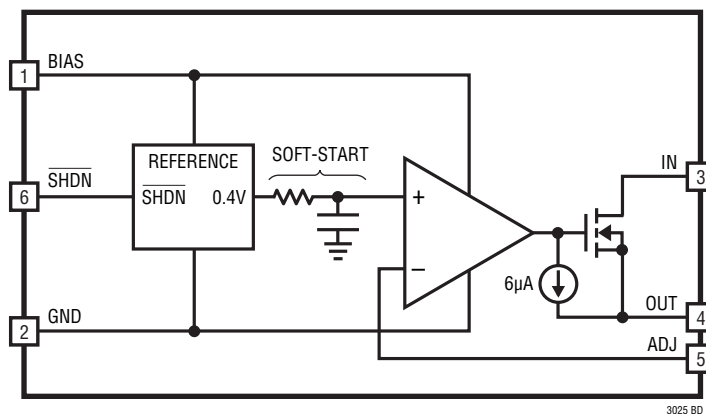 1 BIAS
REFERENCE SOFT-START
IN 3
6 SHDN SHDN 0.4V + 
−
6µA
2 GND OUT 4
ADJ 5
3025 BD